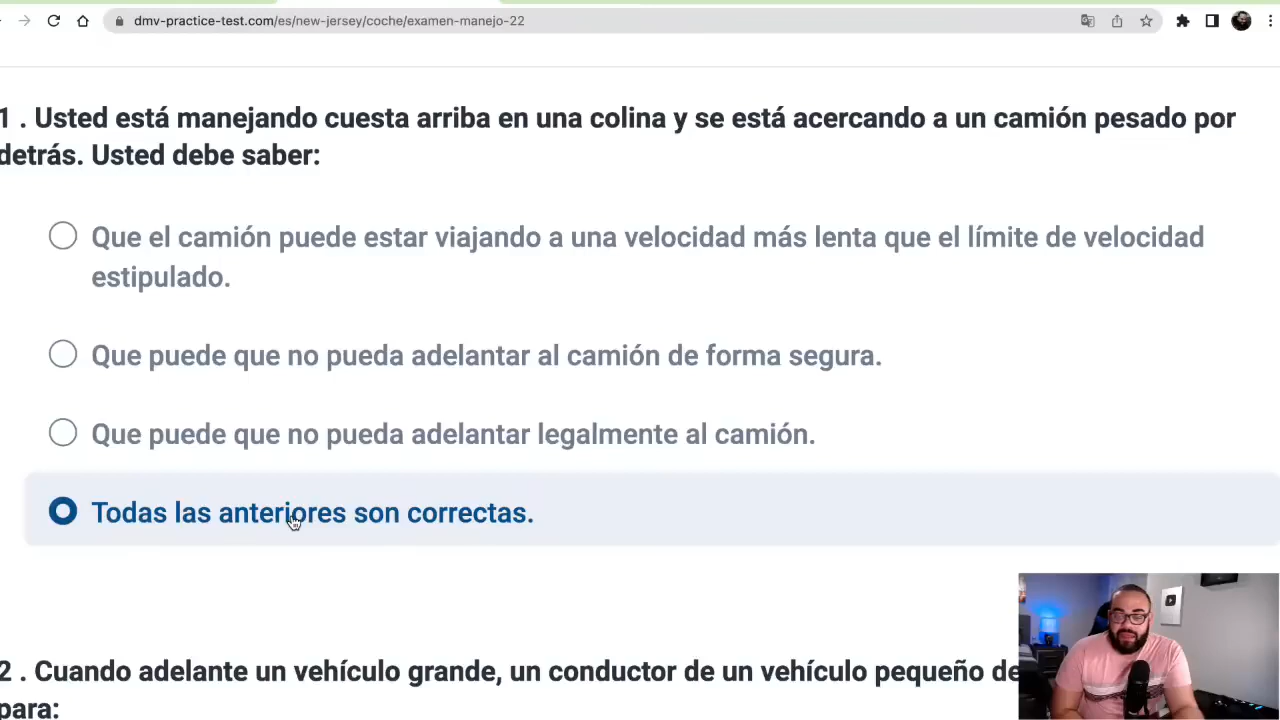 dmv-practice-test.com/es/new-jersey/coche/examen-manejo-22
1 . Usted está manejando cuesta arriba en una colina y se está acercando a un camión pesado por
detrás. Usted debe saber:
Que el camión puede estar viajando a una velocidad más lenta que el límite de velocidad
estipulado.
Que puede que no pueda adelantar al camión de forma segura.
Que puede que no pueda adelantar legalmente al camión.
Todas las anteriores son correctas.
2 . Cuando adelante un vehículo grande, un conductor de un vehículo pequeño de
para: